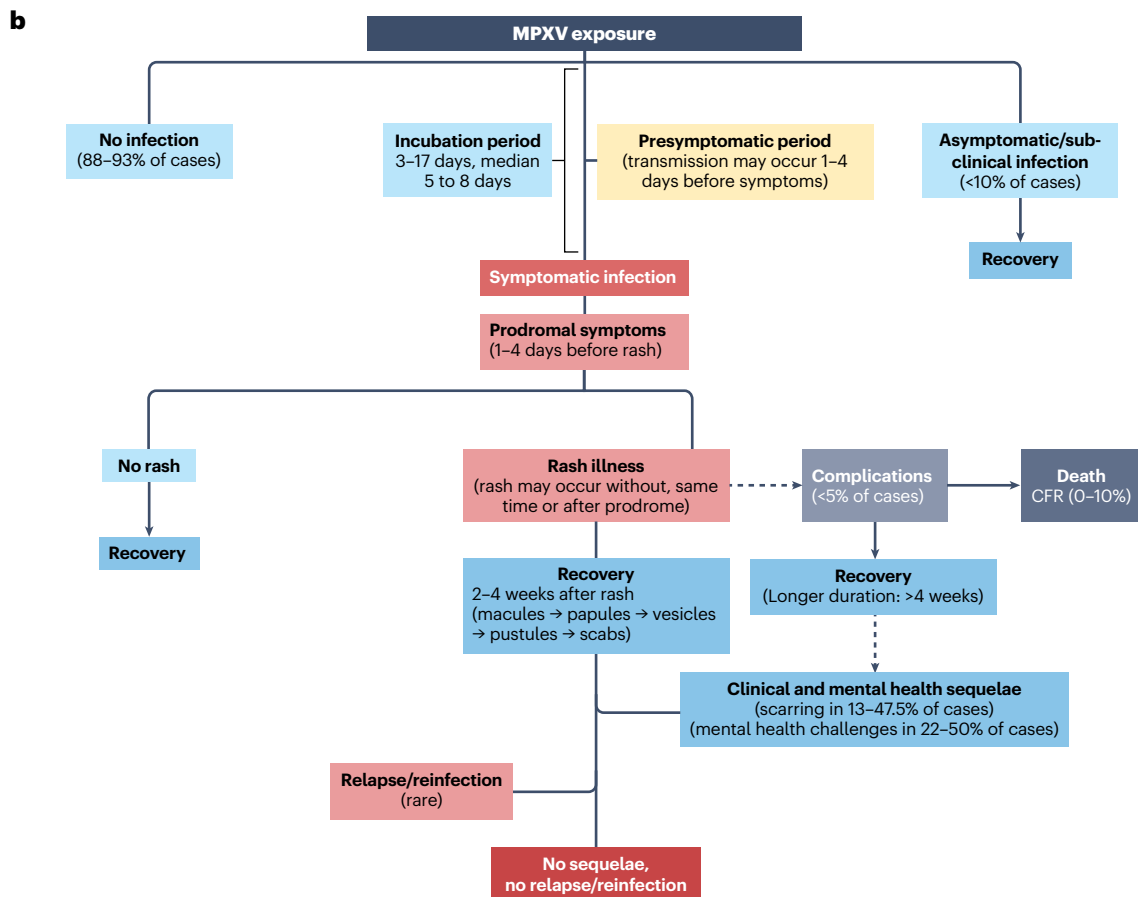 b
MPXV exposure
No infection
(88–93% of cases)
Incubation period
3–17 days, median
5 to 8 days
Presymptomatic period
(transmission may occur 1–4
days before symptoms)
Asymptomatic/sub-
clinical infection
(<10% of cases)
Recovery
Symptomatic infection
Prodromal symptoms
(1–4 days before rash)
No rash
Recovery
Rash illness
(rash may occur without, same
time or after prodrome)
Complications
(<5% of cases)
Death
CFR (0–10%)
Recovery
2–4 weeks after rash
(macules → papules → vesicles
→ pustules → scabs)
Recovery
(Longer duration: >4 weeks)
Clinical and mental health sequelae
(scarring in 13–47.5% of cases)
(mental health challenges in 22–50% of cases)
Relapse/reinfection
(rare)
No sequelae,
no relapse/reinfection